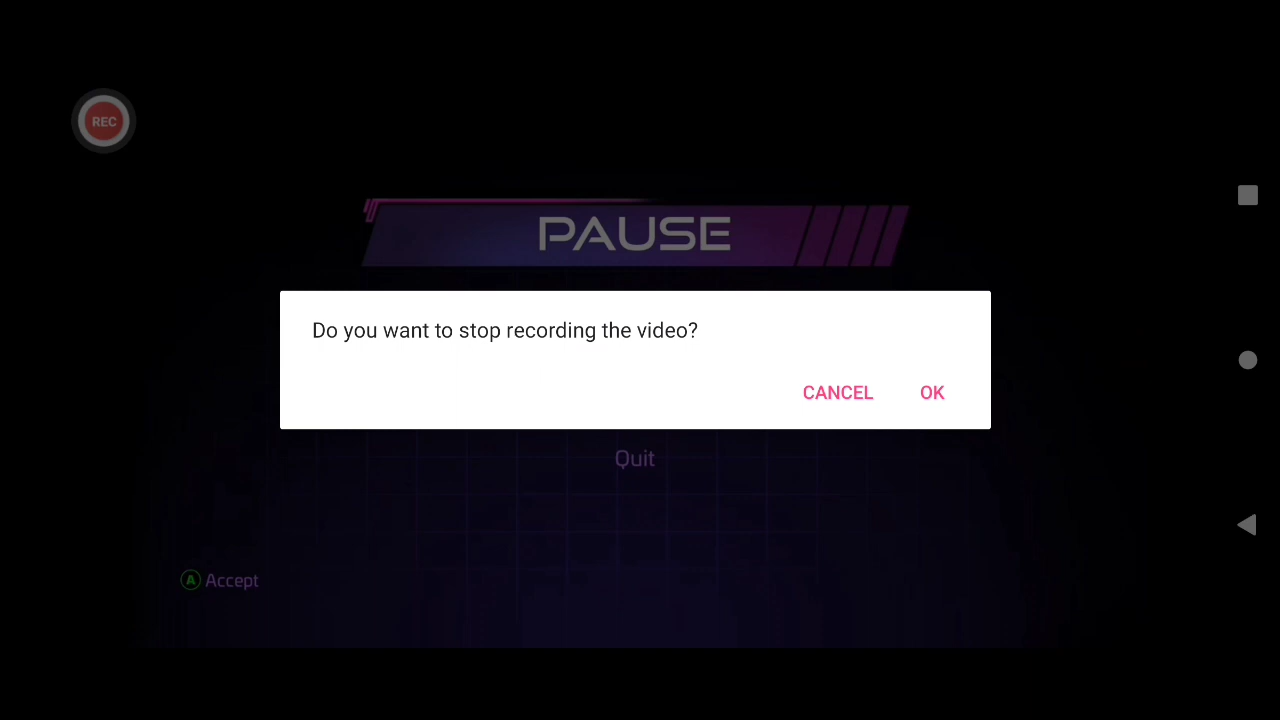 REC
PAUSE
Do you want to stop recording the video?
CANCEL OK
Quit
A Accept